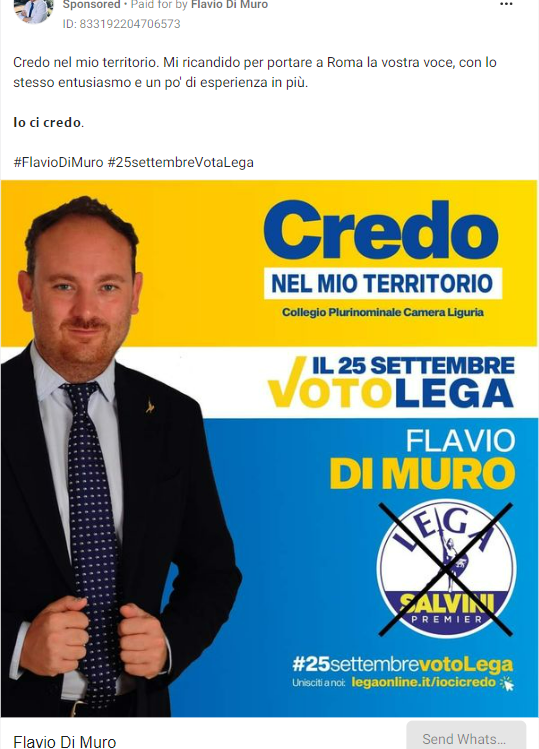 Sponsored • Paid for by Flavio Di Muro
ID: 833192204706573
Credo nel mio territorio. Mi ricandido per portare a Roma la vostra voce, con lo
stesso entusiasmo e un po' di esperienza in più.
Io ci credo.
#FlavioDiMuro #25settembreVotaLega
Credo
NEL MIO TERRITORIO
Collegio Plurinominale Camera Liguria
IL 25 SETTEMBRE
VOTOLEGA
FLAVIO
DI MURO
LEGA
SALVINI
PREMIER
#25settembrevotoLega
Unisciti a noi: legaonline.it/iocicredo
Flavio Di Muro
Send Whats...